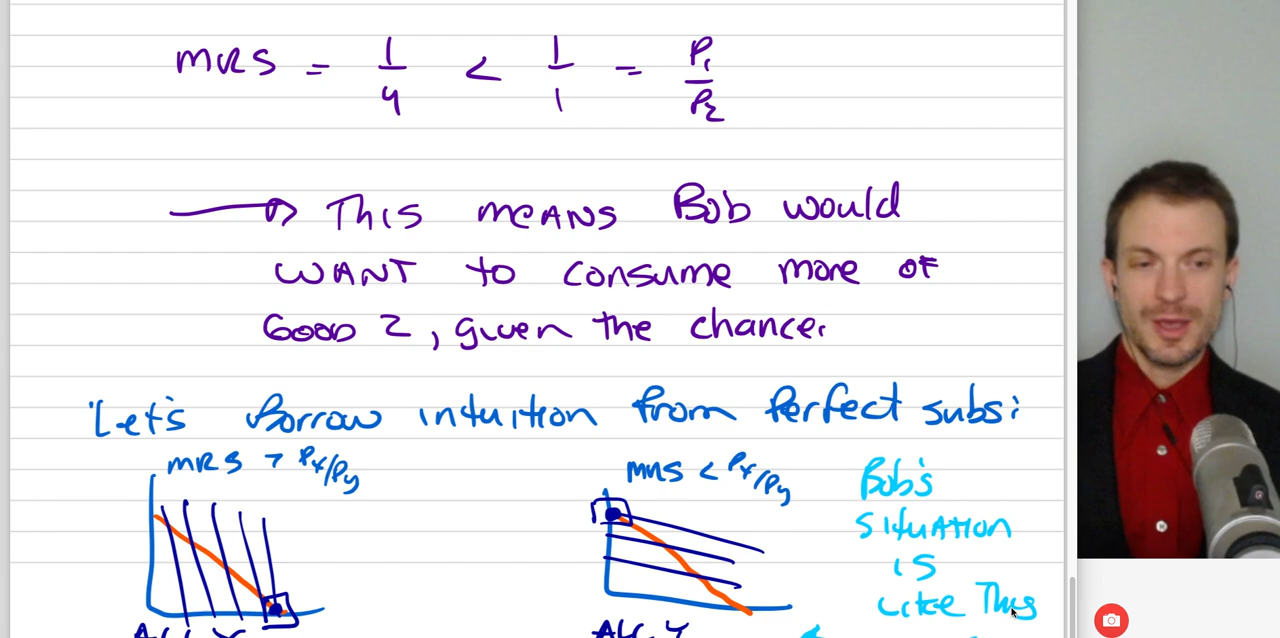 MRS = 1/4 < 1/1 = P1/P2
→ This means Bob would
want to consume more of
Good 2, given the chance.
Let's borrow intuition from Perfect subs:
MRS > Px/Py
MRS < Px/Py
Bob's
situation
is
like This